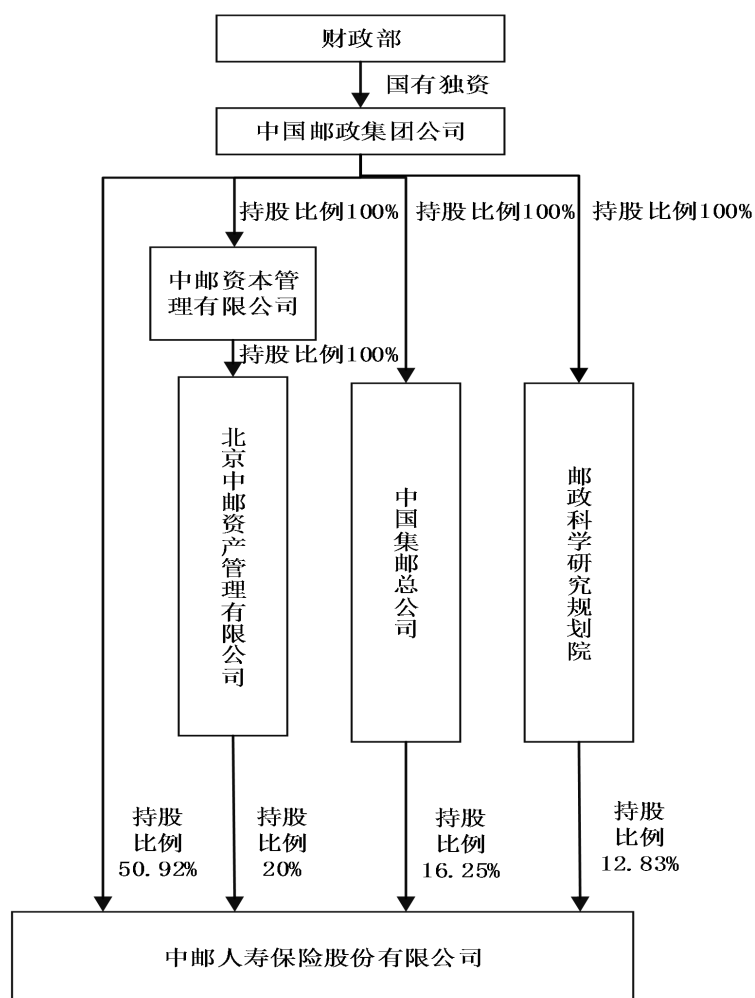 财政部
国有独资
中国邮政集团公司
持股比例100%
持股比例100%
持股比例100%
中邮资本管
理有限公司
持股比例100%
北京中邮资产管理有限公司
中国集邮总公司
邮政科学研究规划院
持股
比例
50.92%
持股
比例
20%
持股
比例
16.25%
持股
比例
12.83%
中邮人寿保险股份有限公司